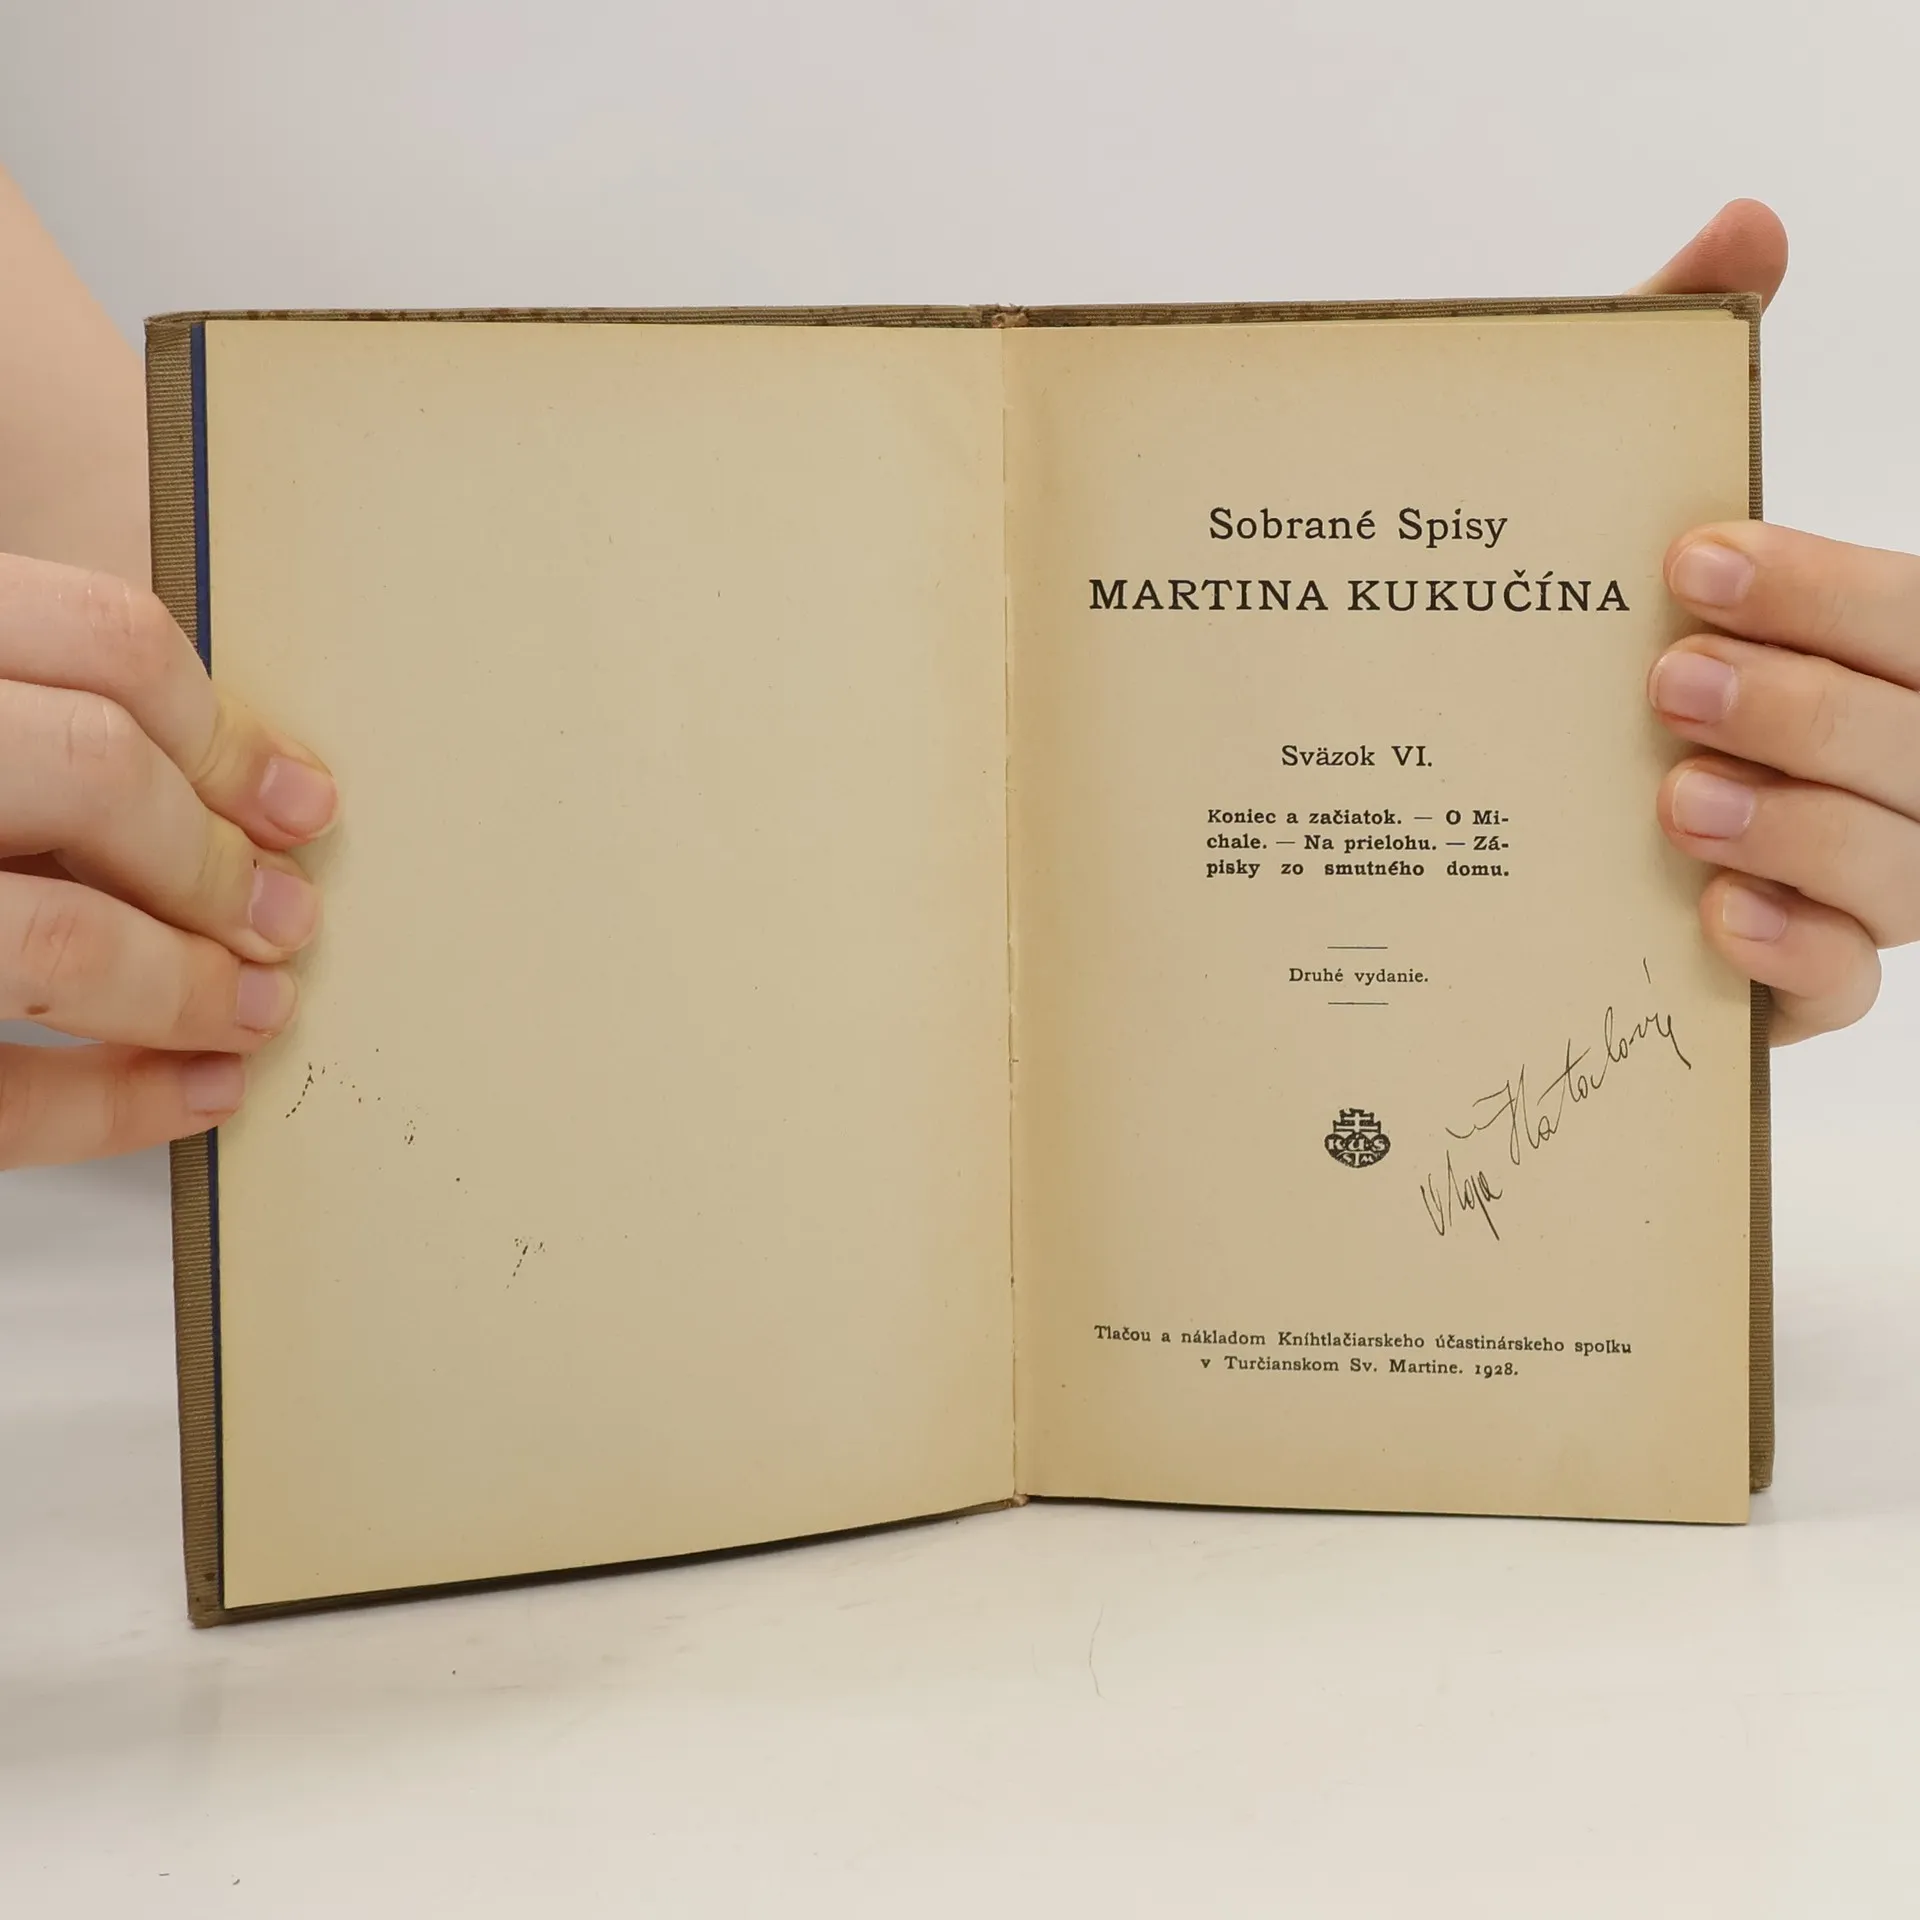 Sobrané Spisy
MARTINA KUKUČÍNA
Sväzok VI.
Koniec a začiatok. — O Mi-
chale. — Na prielohu. — Zá-
pisky zo smutného domu.
Druhé vydanie.
KÚS
Tlačou a nákladom Kníhtlačiarskeho účastinárskeho spolku
v Turčianskom Sv. Martine. 1928.